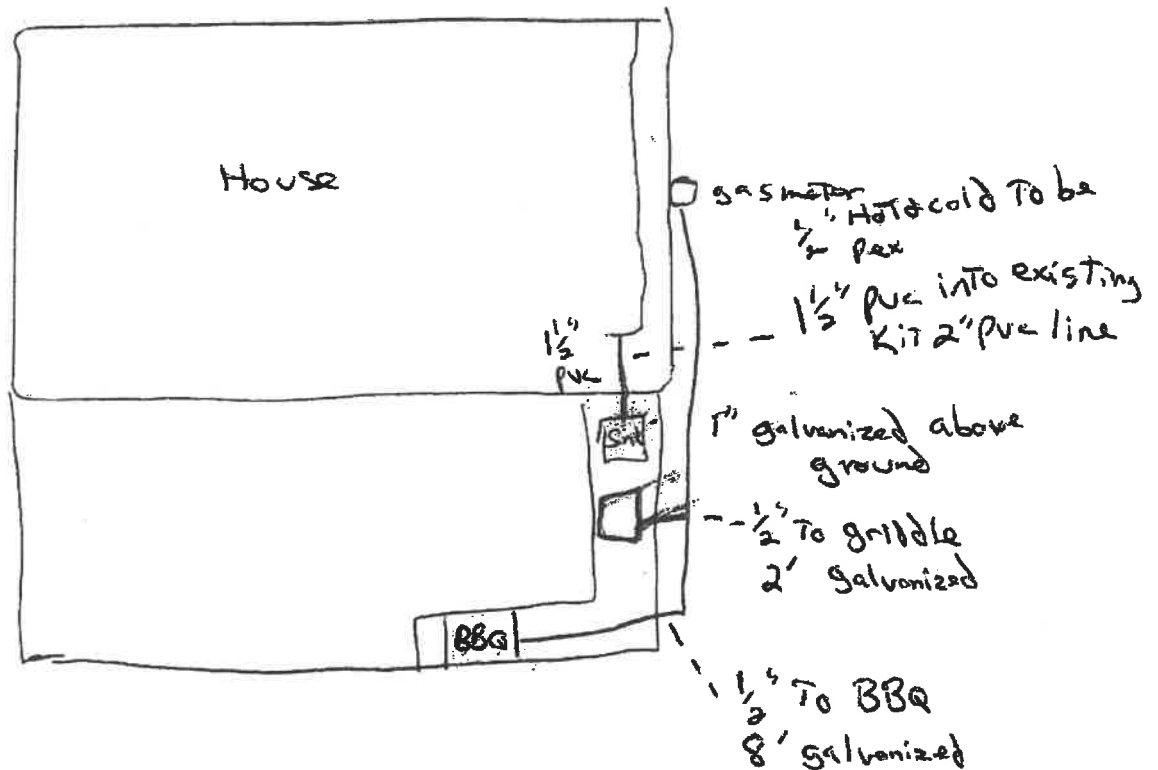 House
gas meter
1/2" Hot & cold To be
pex
1 1/2" pvc into existing
Kit 2" pvc line
1 1/2"
pvc
1" galvanized above
ground
1/2" To griddle
2' galvanized
BBQ
1/2" To BBQ
8' galvanized